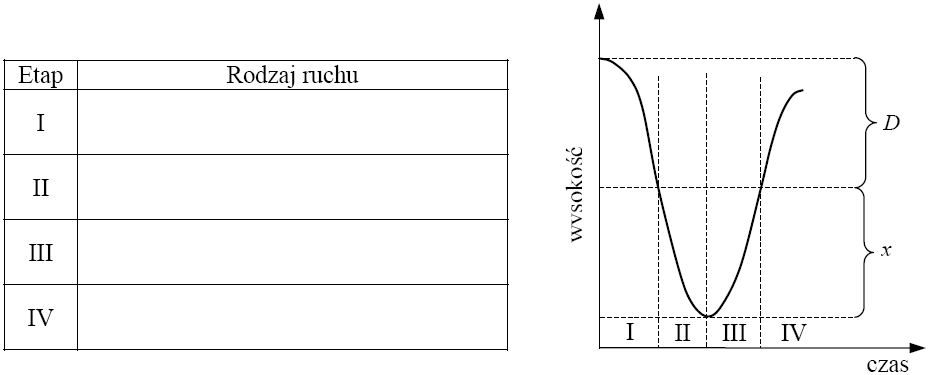 Etap Rodzaj ruchu
I
II
III
IV
wysokość
D
x
I II III IV
czas